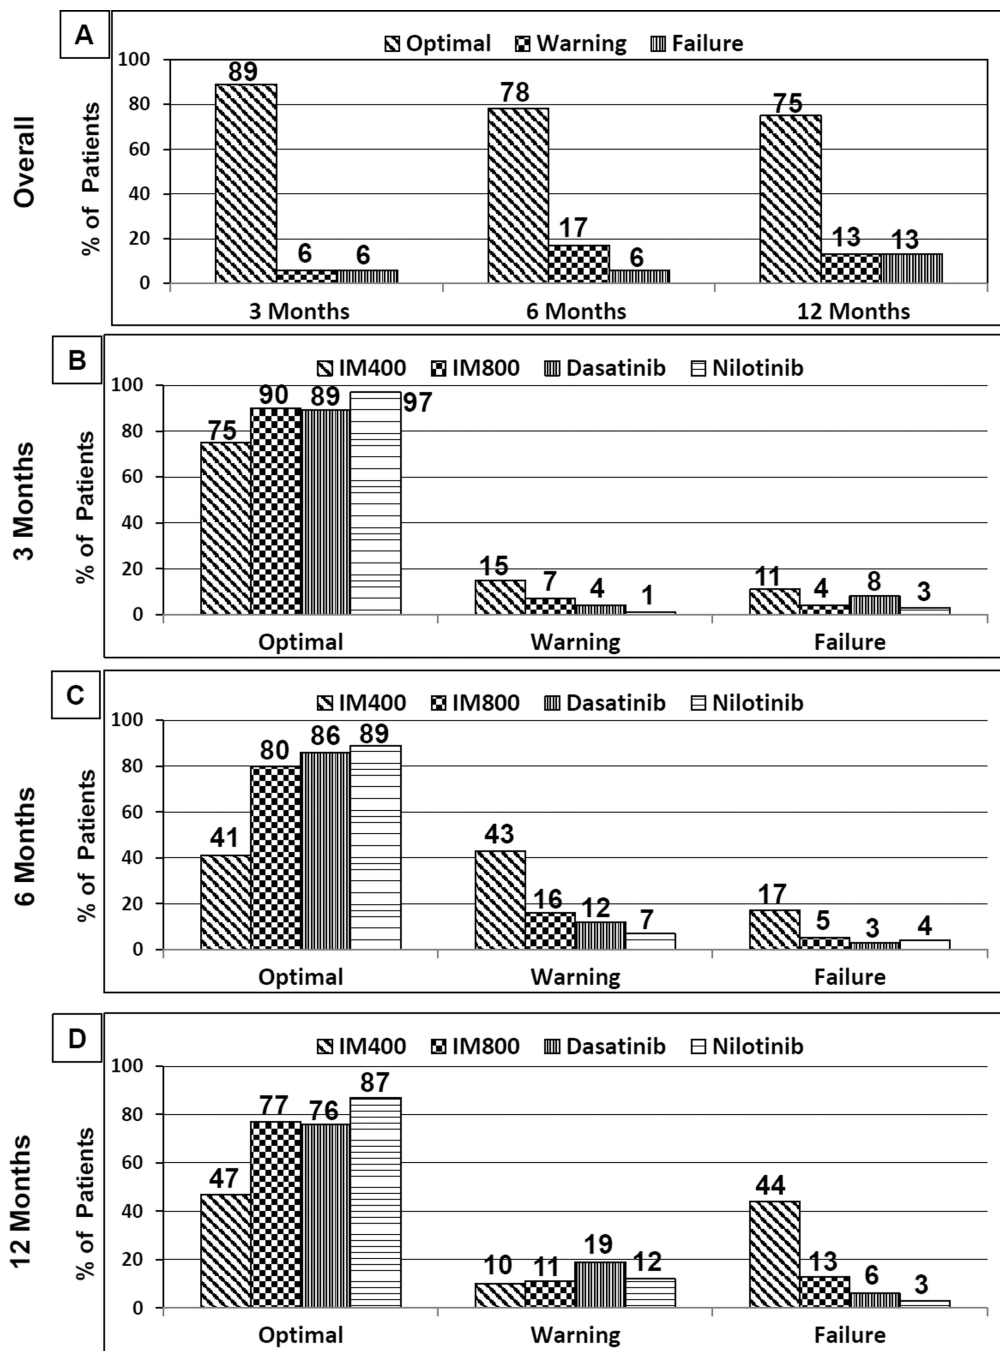 A
Optimal Warning Failure
Overall
% of Patients
100
80
60
40
20
0
89 6 6 78 17 6 75 13 13
3 Months 6 Months 12 Months
B
IM400 IM800 Dasatinib Nilotinib
3 Months
% of Patients
100
80
60
40
20
0
75 90 89 97 15 7 4 1 11 4 8 3
Optimal Warning Failure
C
IM400 IM800 Dasatinib Nilotinib
6 Months
% of Patients
100
80
60
40
20
0
41 80 86 89 43 16 12 7 17 5 3 4
Optimal Warning Failure
D
IM400 IM800 Dasatinib Nilotinib
12 Months
% of Patients
100
80
60
40
20
0
47 77 76 87 10 11 19 12 44 13 6 3
Optimal Warning Failure